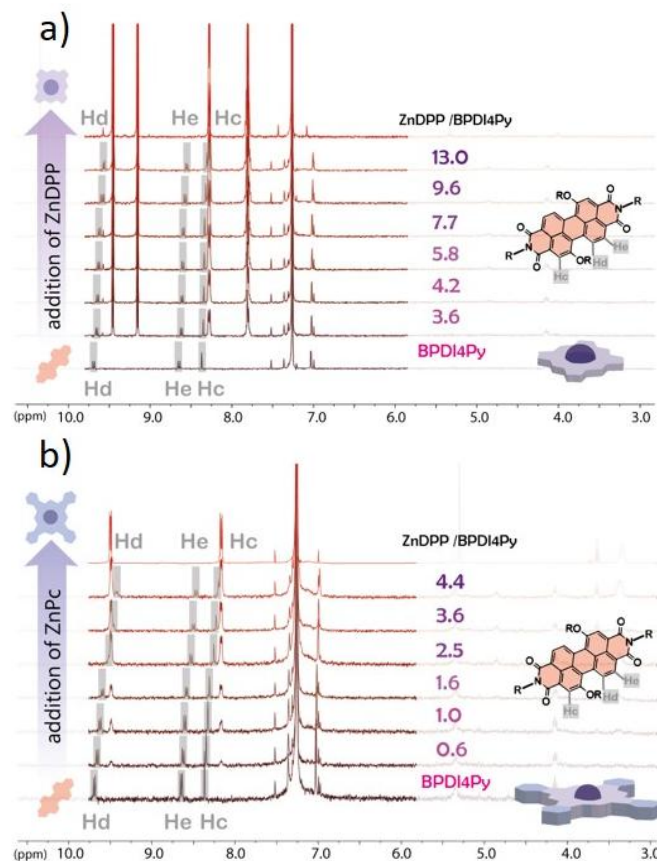 a)
Hd He Hc ZnDPP /BPDI4Py
addition of ZnDPP
13.0
9.6
7.7
5.8
4.2
3.6
BPDI4Py
RO
O
N-R
O
O
R-N
O
OR
He
Hd
Hc
Hd He Hc
(ppm) 10.0 9.0 8.0 7.0 6.0 5.0 4.0 3.0
b)
Hd He Hc ZnDPP /BPDI4Py
addition of ZnPc
4.4
3.6
2.5
1.6
1.0
0.6
BPDI4Py
RO
O
N-R
O
O
R-N
O
OR
He
Hd
Hc
Hd He Hc
(ppm) 10.0 9.0 8.0 7.0 6.0 5.0 4.0 3.0